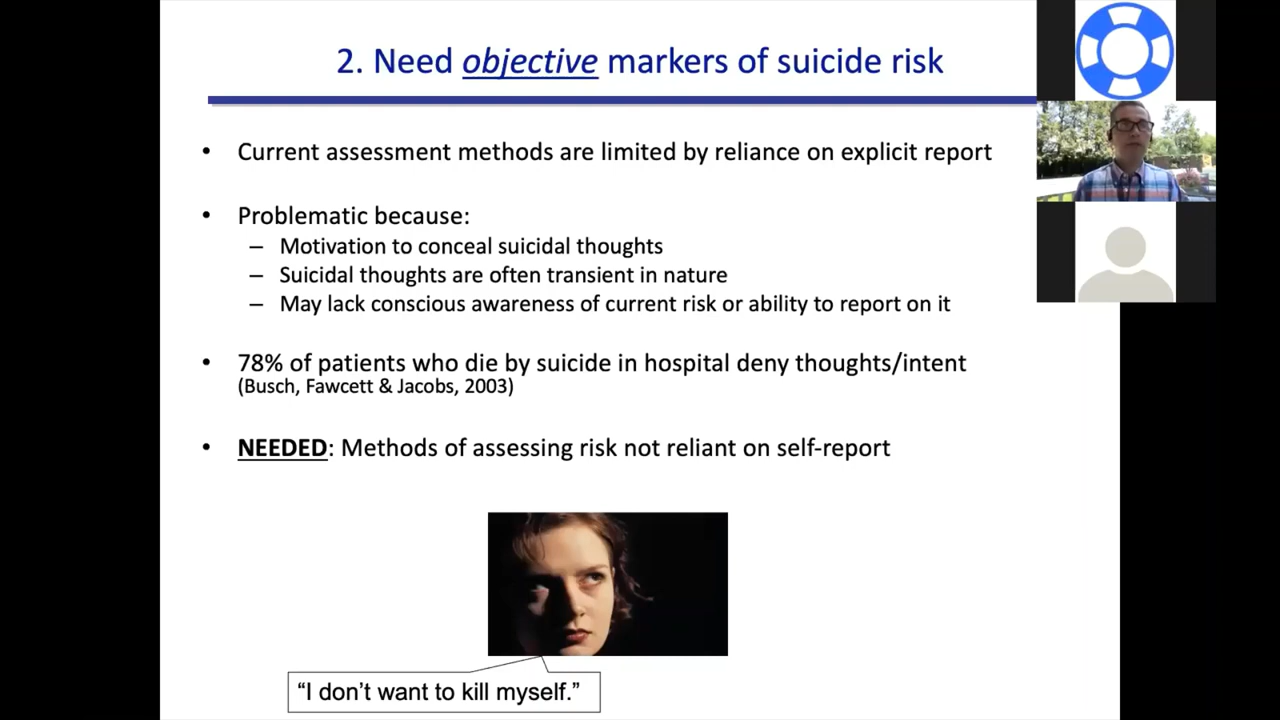 2. Need objective markers of suicide risk
• Current assessment methods are limited by reliance on explicit report
• Problematic because:
– Motivation to conceal suicidal thoughts
– Suicidal thoughts are often transient in nature
– May lack conscious awareness of current risk or ability to report on it
• 78% of patients who die by suicide in hospital deny thoughts/intent
(Busch, Fawcett & Jacobs, 2003)
• NEEDED: Methods of assessing risk not reliant on self-report
“I don’t want to kill myself.”